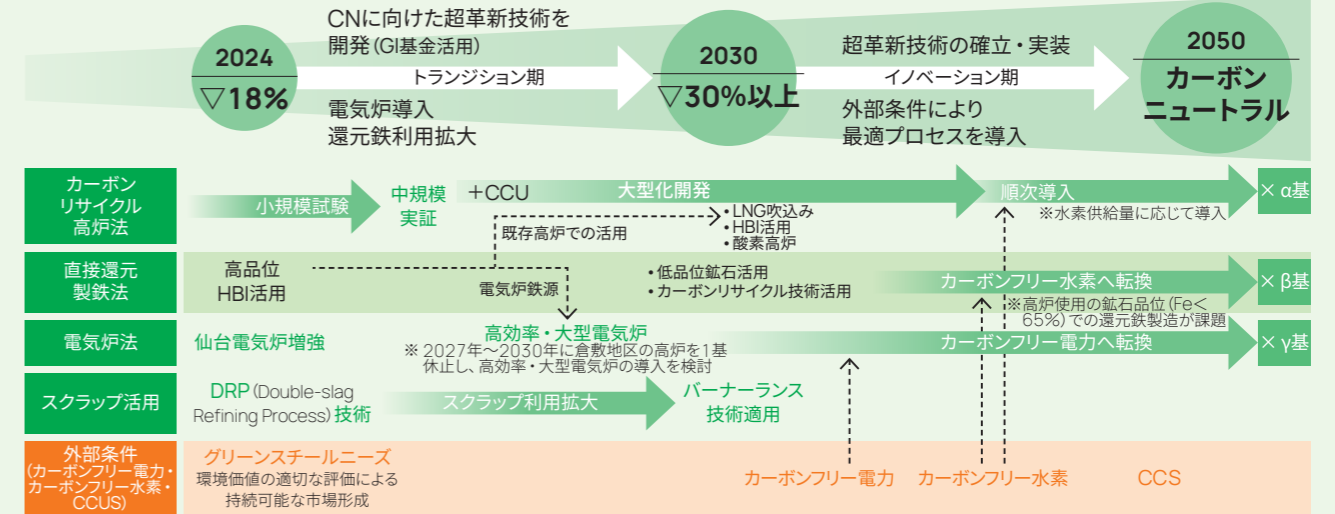 2024
▽18%
CNに向けた超革新技術を
開発(GI基金活用)
トランジション期
電気炉導入
還元鉄利用拡大
2030
▽30%以上
超革新技術の確立・実装
イノベーション期
外部条件により
最適プロセスを導入
2050
カーボン
ニュートラル
カーボン
リサイクル
高炉法
小規模試験
中規模
実証
+CCU
大型化開発
順次導入
× α基
※水素供給量に応じて導入
既存高炉での活用
•LNG吹込み
•HBI活用
•酸素高炉
直接還元
製鉄法
高品位
HBI活用
電気炉鉄源
•低品位鉱石活用
•カーボンリサイクル技術活用
カーボンフリー水素へ転換
× β基
※高炉使用の鉱石品位(Fe<
65%)での還元鉄製造が課題
電気炉法
仙台電気炉増強
高効率・大型電気炉
※ 2027年〜2030年に倉敷地区の高炉を1基
休止し、高効率・大型電気炉の導入を検討
カーボンフリー電力へ転換
× γ基
スクラップ活用
DRP(Double-slag
Refining Process)技術
スクラップ利用拡大
バーナーランス
技術適用
外部条件
(カーボンフリー電力・
カーボンフリー水素・
CCUS)
グリーンスチールニーズ
環境価値の適切な評価による
持続可能な市場形成
カーボンフリー電力
カーボンフリー水素
CCS